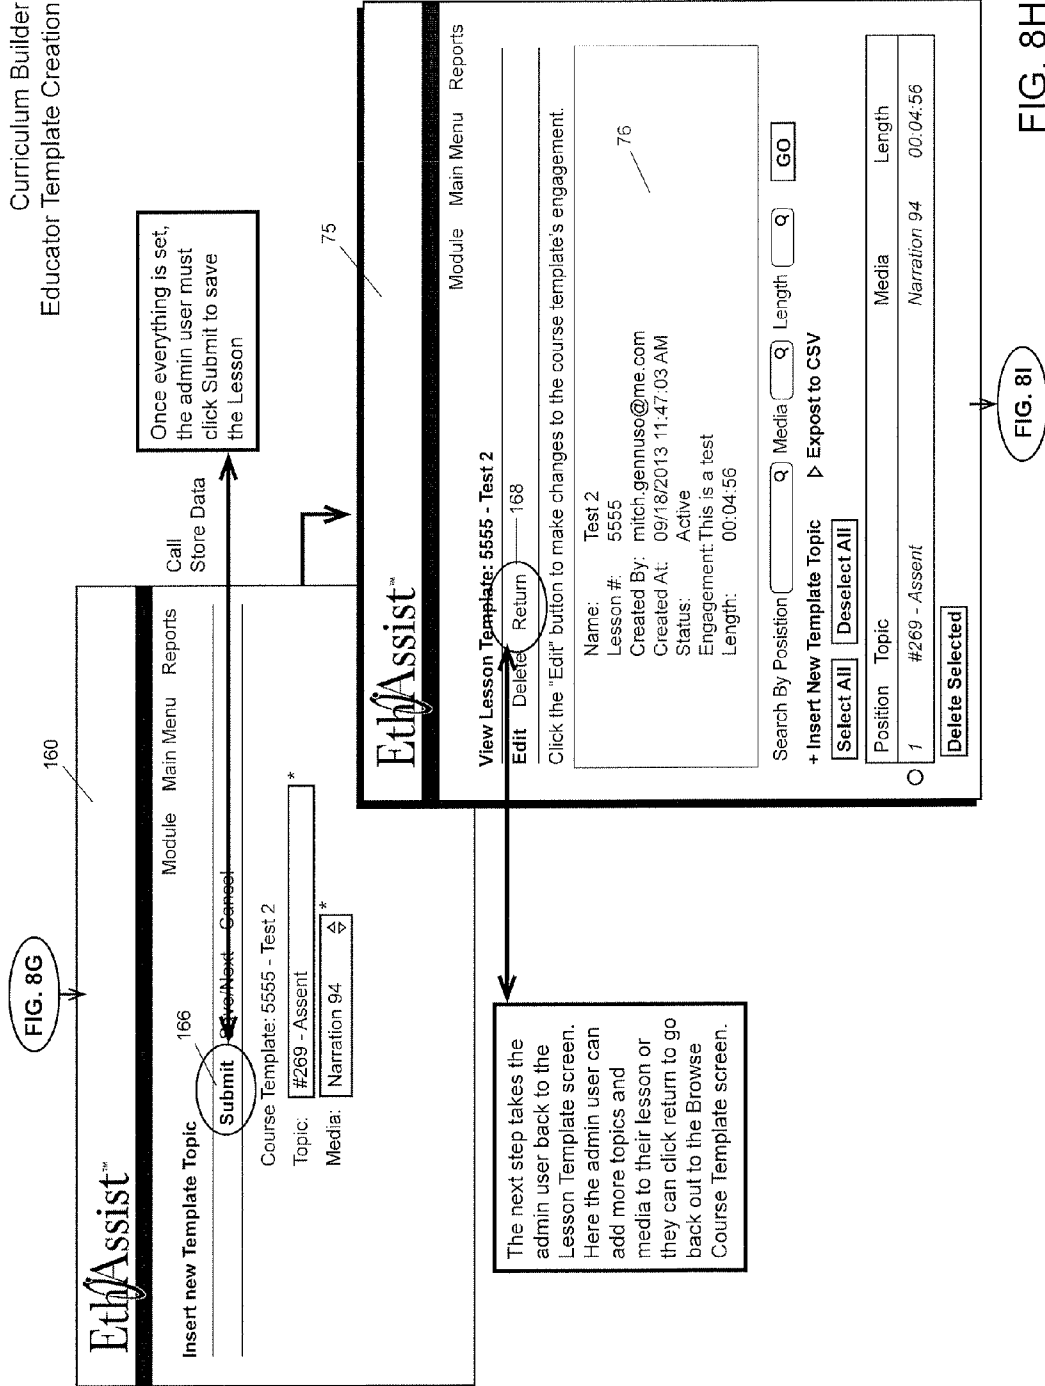 Curriculum Builder
Educator Template Creation
FIG. 8G
160
EthAssist™
Module Main Menu Reports
Insert new Template Topic
166
Submit Save/Next Cancel
Course Template: 5555 - Test 2
Topic: #269 - Assent *
Media: Narration 94 *
Call
Store Data
Once everything is set,
the admin user must
click Submit to save
the Lesson
75
EthAssist™
Module Main Menu Reports
View Lesson Template: 5555 - Test 2
Edit Delete Return
168
Click the "Edit" button to make changes to the course template's engagement.
76
Name: Test 2
Lesson #: 5555
Created By: mitch.gennuso@me.com
Created At: 09/18/2013 11:47:03 AM
Status: Active
Engagement: This is a test
Length: 00:04:56
Search By Posistion Media Length GO
+ Insert New Template Topic ▷ Expost to CSV
Select All Deselect All
Position Topic Media Length
1 #269 - Assent Narration 94 00:04:56
Delete Selected
The next step takes the
admin user back to the
Lesson Template screen.
Here the admin user can
add more topics and
media to their lesson or
they can click return to go
back out to the Browse
Course Template screen.
FIG. 8I
FIG. 8H